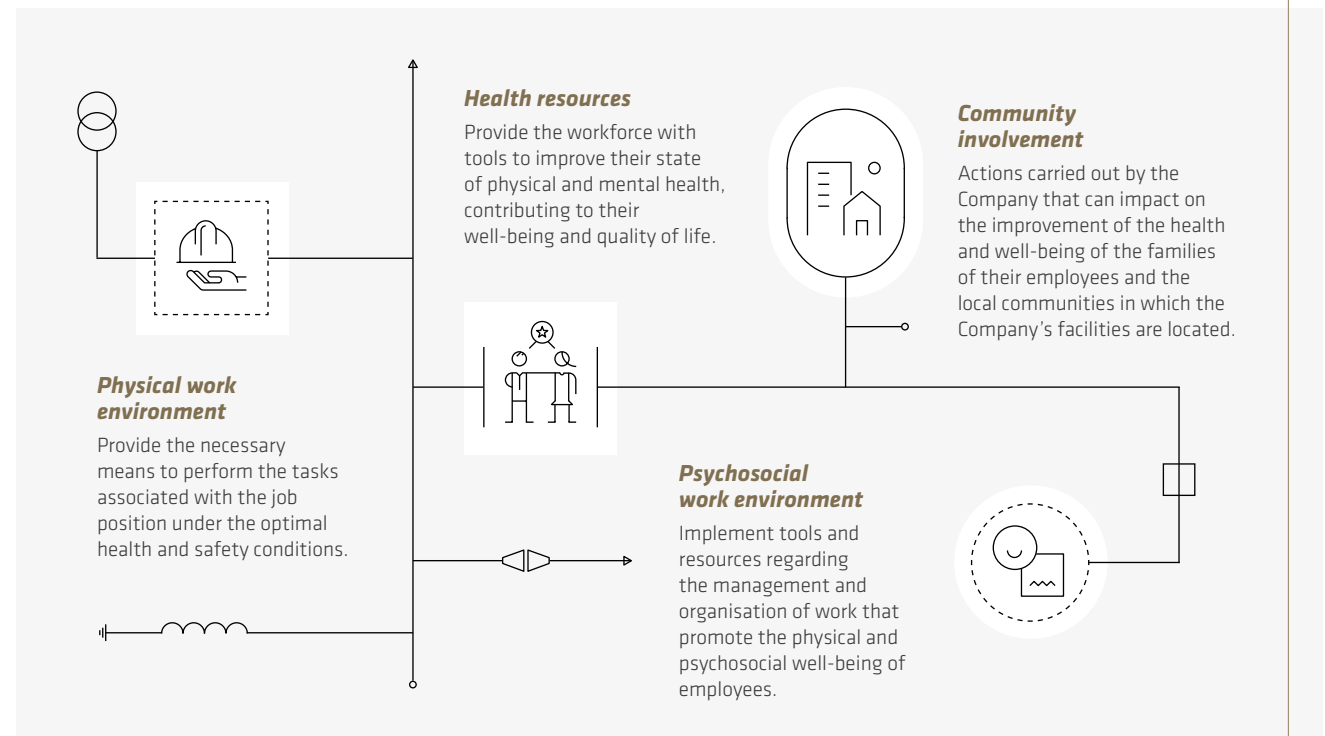 Health resources
Provide the workforce with
tools to improve their state
of physical and mental health,
contributing to their
well-being and quality of life.
Community
involvement
Actions carried out by the
Company that can impact on
the improvement of the health
and well-being of the families
of their employees and the
local communities in which the
Company's facilities are located.
Physical work
environment
Provide the necessary
means to perform the tasks
associated with the job
position under the optimal
health and safety conditions.
Psychosocial
work environment
Implement tools and
resources regarding
the management and
organisation of work that
promote the physical and
psychosocial well-being of
employees.